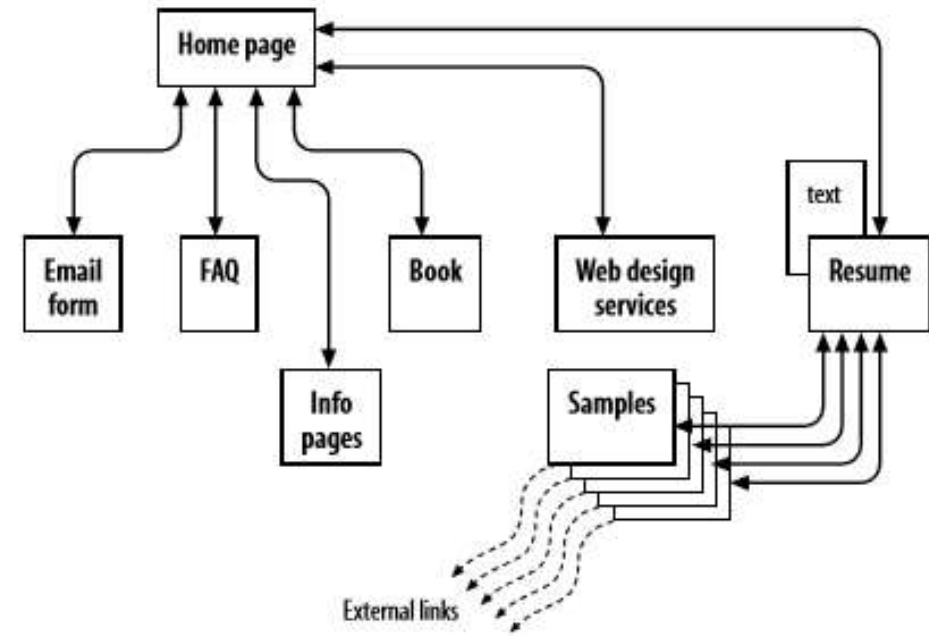 Home page
text
Email
form
FAQ
Book
Web design
services
Resume
Info
pages
Samples
External links